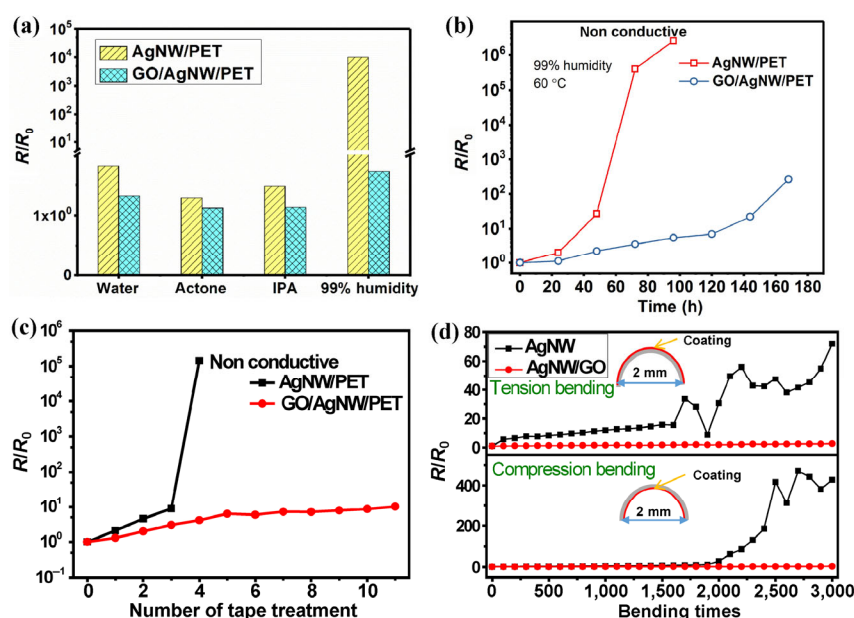 (a)
AgNW/PET
GO/AgNW/PET
10⁵
10⁴
10³
10²
10¹
1×10⁰
0
R/R₀
Water
Actone
IPA
99% humidity
(b)
Non conductive
99% humidity
60 °C
AgNW/PET
GO/AgNW/PET
10⁶
10⁵
10⁴
10³
10²
10¹
10⁰
R/R₀
0 20 40 60 80 100 120 140 160 180
Time (h)
(c)
Non conductive
AgNW/PET
GO/AgNW/PET
10⁶
10⁵
10⁴
10³
10²
10¹
10⁰
10⁻¹
R/R₀
0 2 4 6 8 10
Number of tape treatment
(d)
AgNW
AgNW/GO
Tension bending
Coating
2 mm
80
60
40
20
0
Compression bending
Coating
2 mm
400
200
0
R/R₀
0 500 1,000 1,500 2,000 2,500 3,000
Bending times